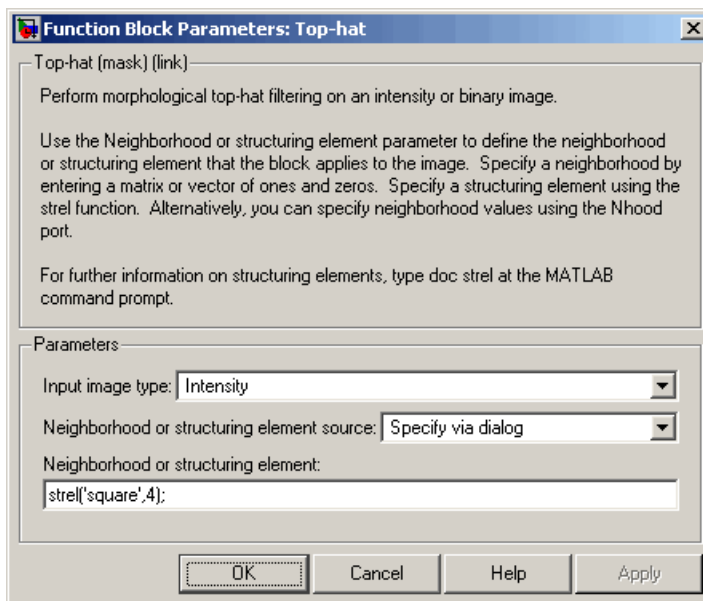 Function Block Parameters: Top-hat
Top-hat (mask) (link)
Perform morphological top-hat filtering on an intensity or binary image.
Use the Neighborhood or structuring element parameter to define the neighborhood
or structuring element that the block applies to the image.  Specify a neighborhood by
entering a matrix or vector of ones and zeros.  Specify a structuring element using the
strel function.  Alternatively, you can specify neighborhood values using the Nhood
port.
For further information on structuring elements, type doc strel at the MATLAB
command prompt.
Parameters
Input image type: Intensity
Neighborhood or structuring element source: Specify via dialog
Neighborhood or structuring element:
strel('square',4);
OK Cancel Help Apply